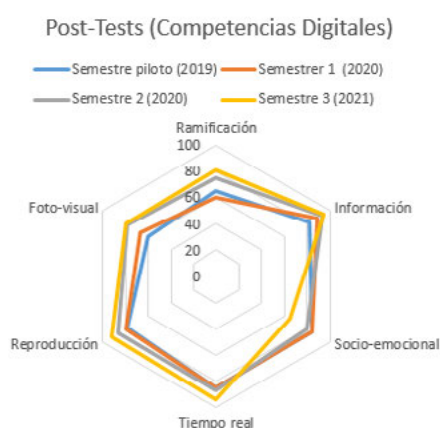 Post-Tests (Competencias Digitales)
Semestre piloto (2019) Semestrer 1 (2020)
Semestre 2 (2020) Semestre 3 (2021)
Ramificación
100
80
Foto-visual Información
60
40
20
0
Reproducción Socio-emocional
Tiempo real